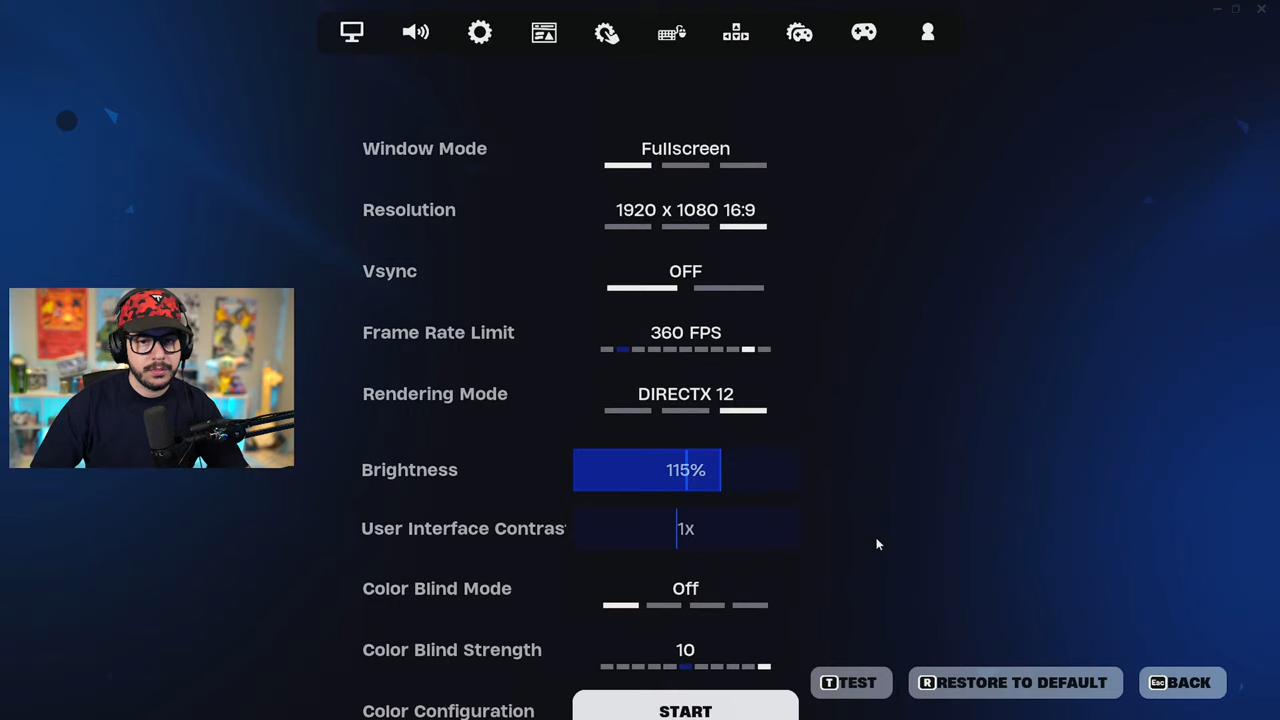 Window Mode
Fullscreen
Resolution
1920 x 1080 16:9
Vsync
OFF
Frame Rate Limit
360 FPS
Rendering Mode
DIRECTX 12
Brightness
115%
User Interface Contras
1x
Color Blind Mode
Off
Color Blind Strength
10
Color Configuration
START
T TEST
R RESTORE TO DEFAULT
Esc BACK